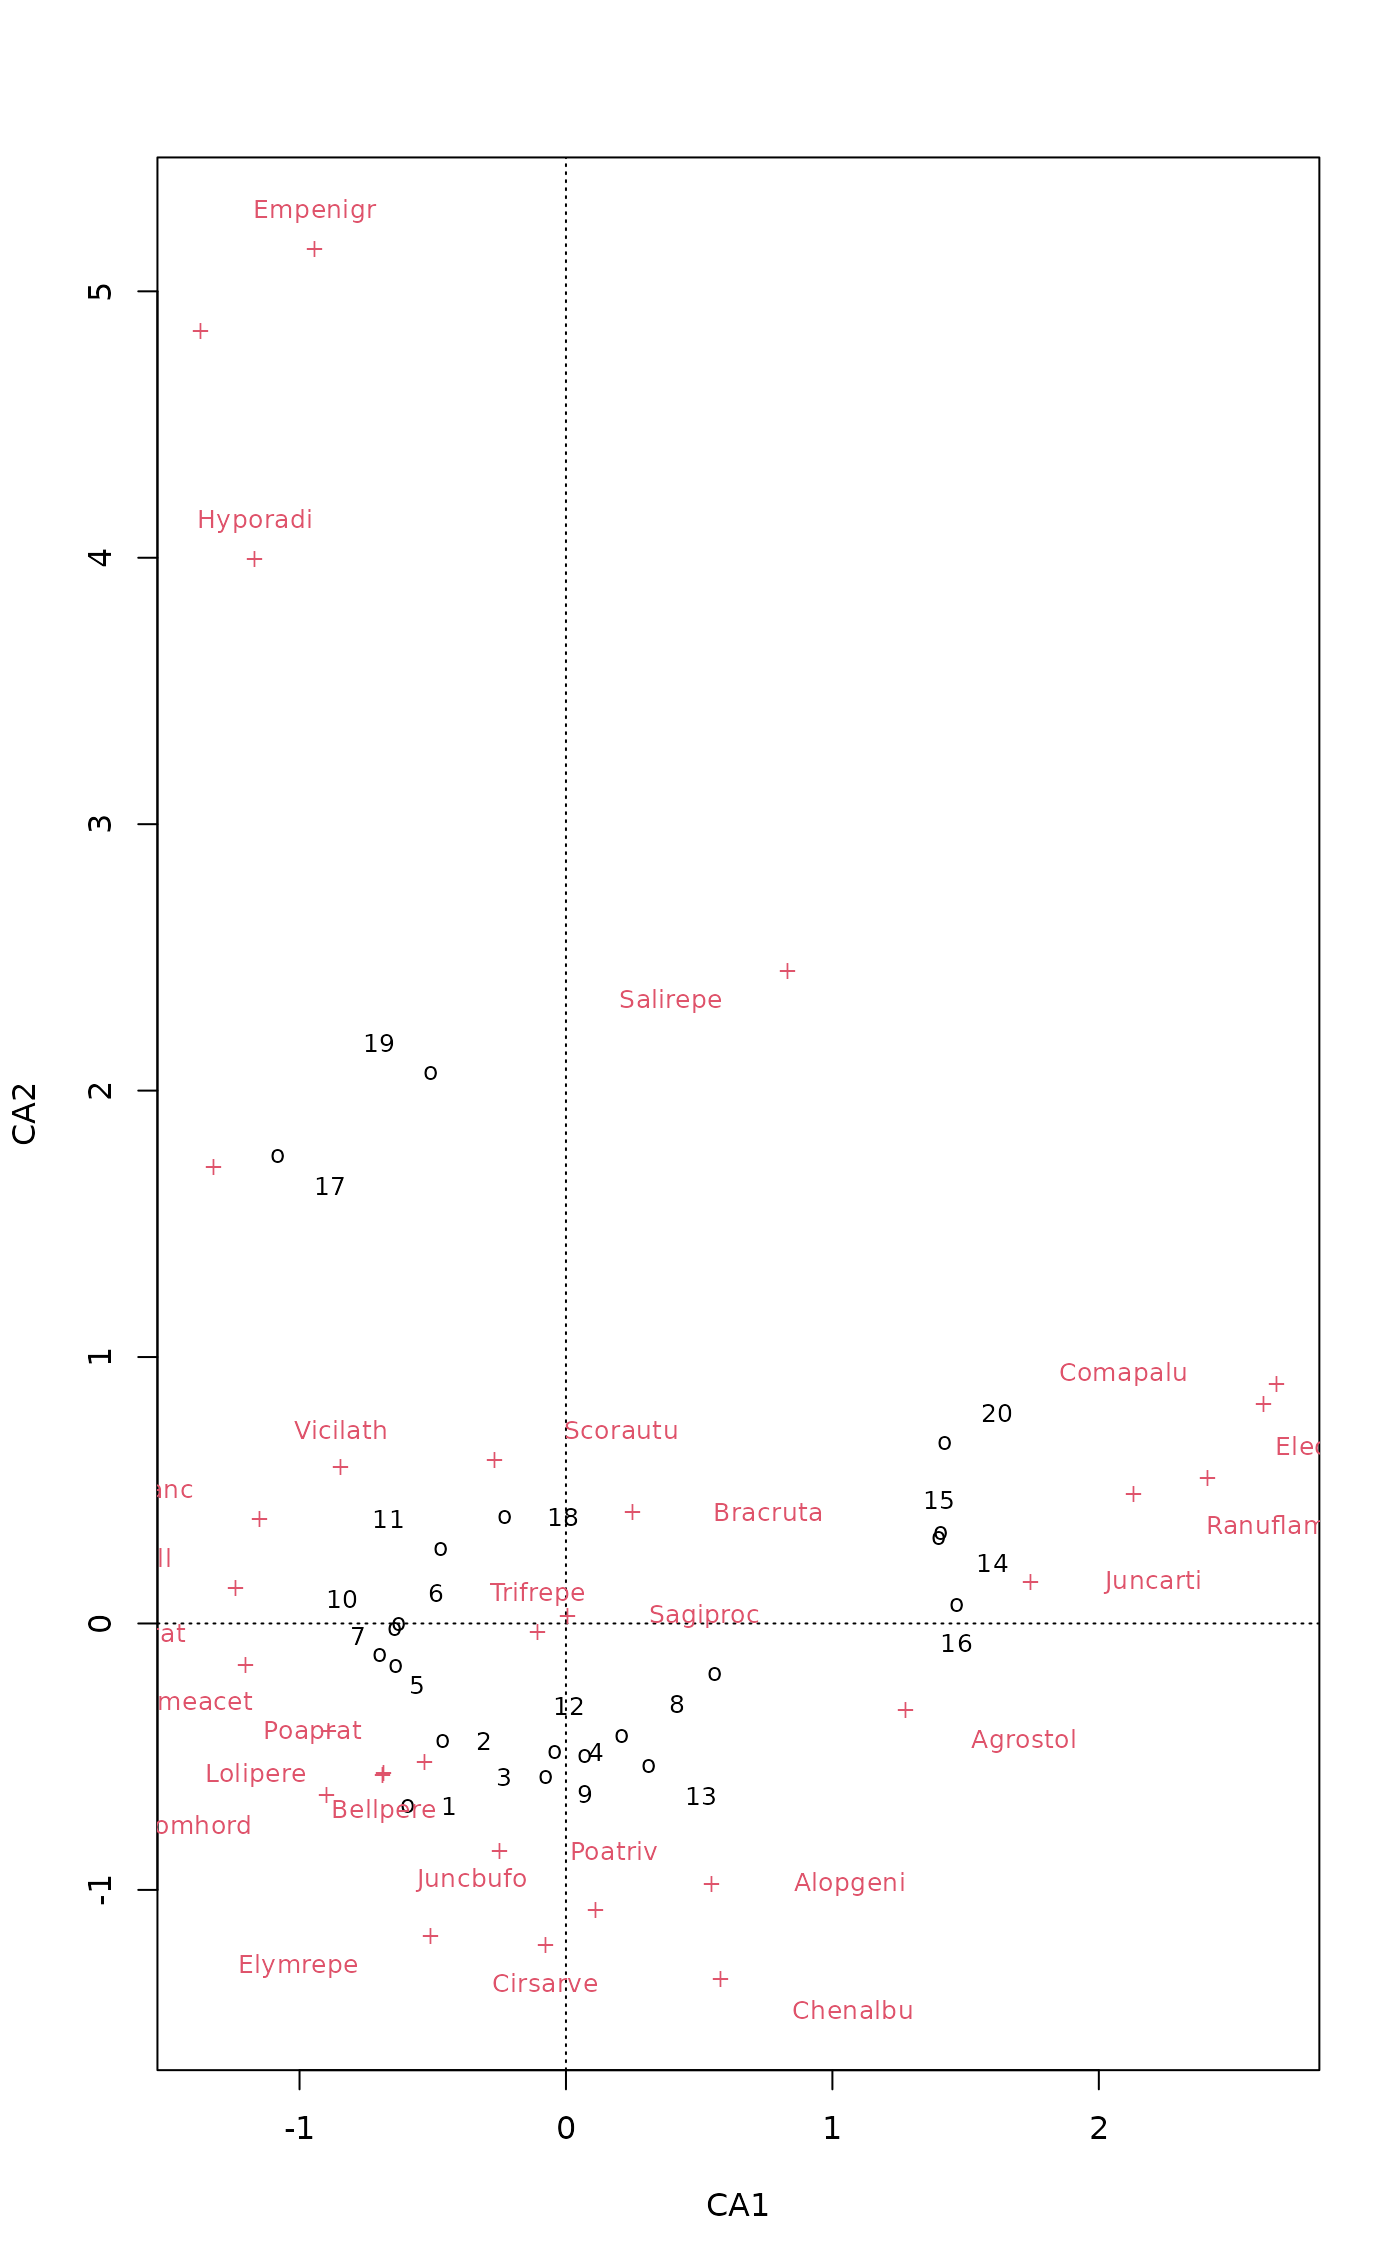 Empenigr
5
Hyporadi
4
3
Salirepe
19
2
CA2
17
1
Comapalu
20
Vicilath
Scorautu
Elec
anc
15
11
18
Bracruta
Ranuflam
ll
14
Juncarti
6
Trifrepe
10
Sagiproc
0
7
at
16
5
meacet
12
8
Poaprat
2
4
Agrostol
Lolipere
3
9
13
Bellpere
1
omhord
Poatriv
Juncbufo
Alopgeni
-1
Elymrepe
Cirsarve
Chenalbu
-1 0 1 2
CA1